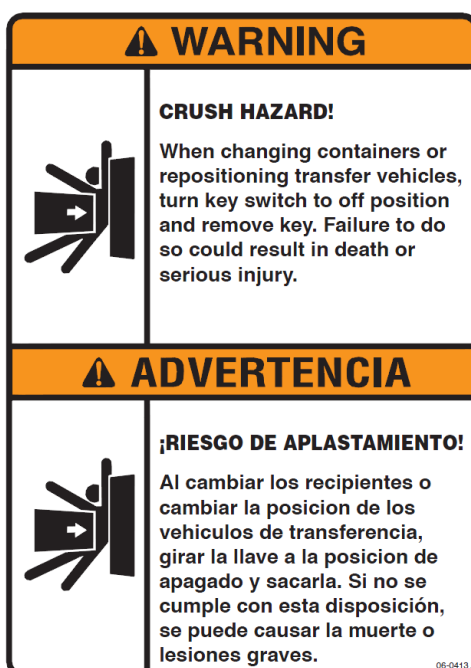 WARNING
CRUSH HAZARD!
When changing containers or
repositioning transfer vehicles,
turn key switch to off position
and remove key. Failure to do
so could result in death or
serious injury.
ADVERTENCIA
¡RIESGO DE APLASTAMIENTO!
Al cambiar los recipientes o
cambiar la posicion de los
vehiculos de transferencia,
girar la llave a la posicion de
apagado y sacarla. Si no se
cumple con esta disposición,
se puede causar la muerte o
lesiones graves.
06-0413